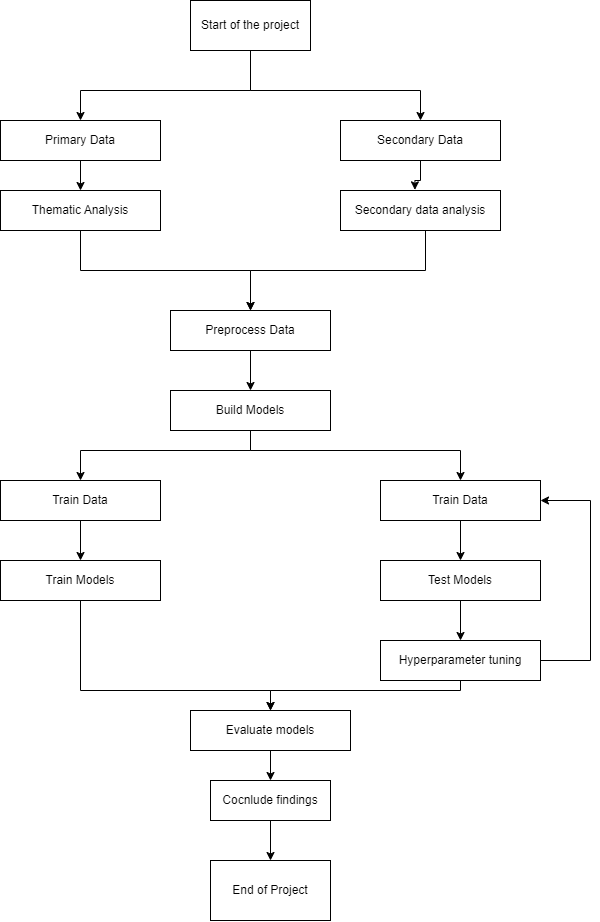 Start of the project
Primary Data
Secondary Data
Thematic Analysis
Secondary data analysis
Preprocess Data
Build Models
Train Data
Train Data
Train Models
Test Models
Hyperparameter tuning
Evaluate models
Cocnlude findings
End of Project